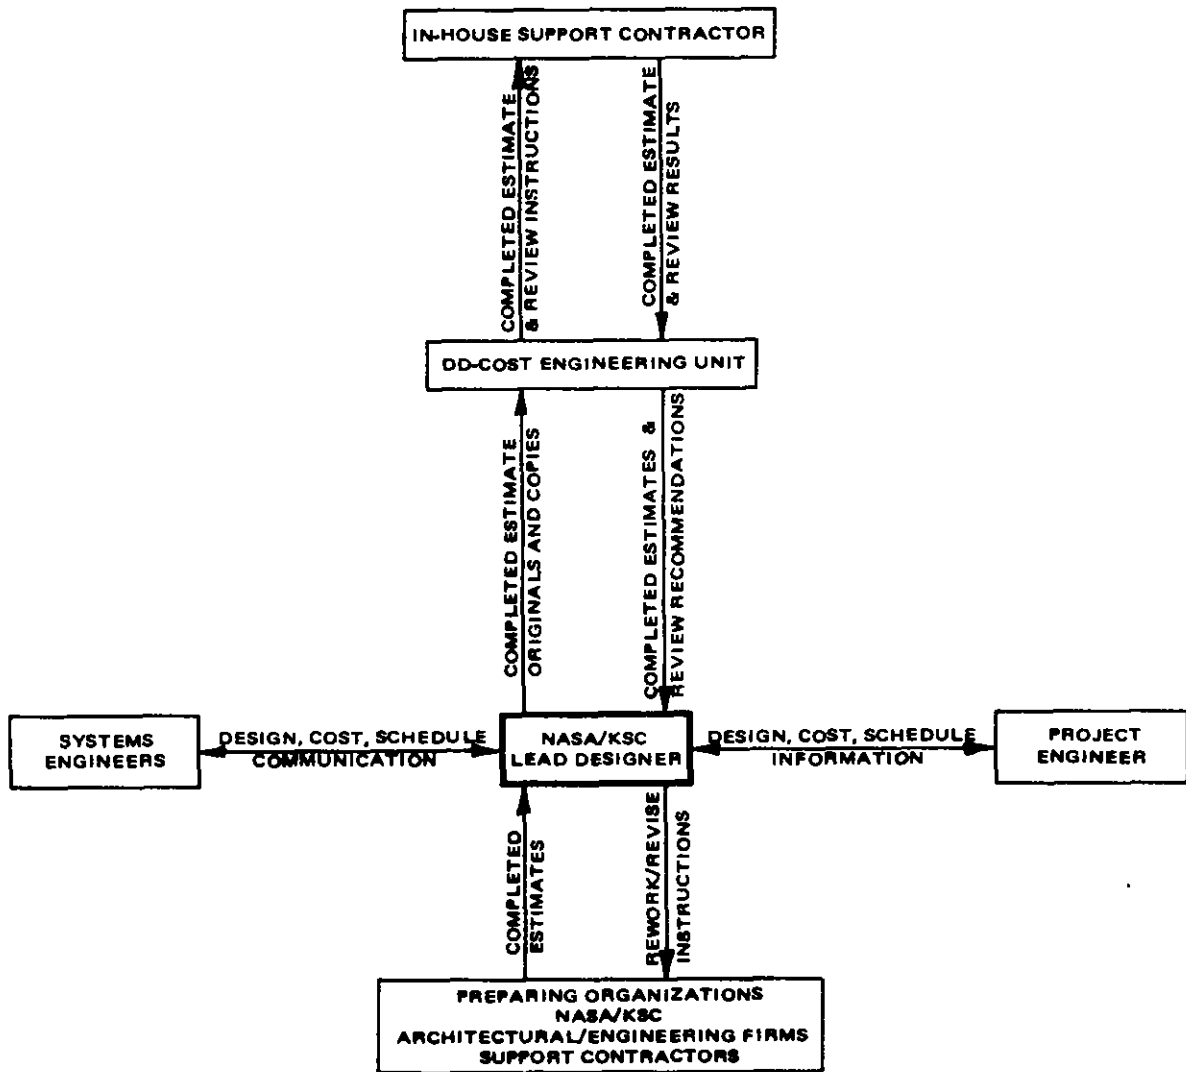 IN-HOUSE SUPPORT CONTRACTOR
COMPLETED ESTIMATE
& REVIEW INSTRUCTIONS
COMPLETED ESTIMATE
& REVIEW RESULTS
DD-COST ENGINEERING UNIT
COMPLETED ESTIMATE
ORIGINALS AND COPIES
COMPLETED ESTIMATES &
REVIEW RECOMMENDATIONS
SYSTEMS
ENGINEERS
DESIGN, COST, SCHEDULE
COMMUNICATION
NASA/KSC
LEAD DESIGNER
DESIGN, COST, SCHEDULE
INFORMATION
PROJECT
ENGINEER
COMPLETED
ESTIMATES
REWORK/REVISE
INSTRUCTIONS
PREPARING ORGANIZATIONS
NASA/KSC
ARCHITECTURAL/ENGINEERING FIRMS
SUPPORT CONTRACTORS